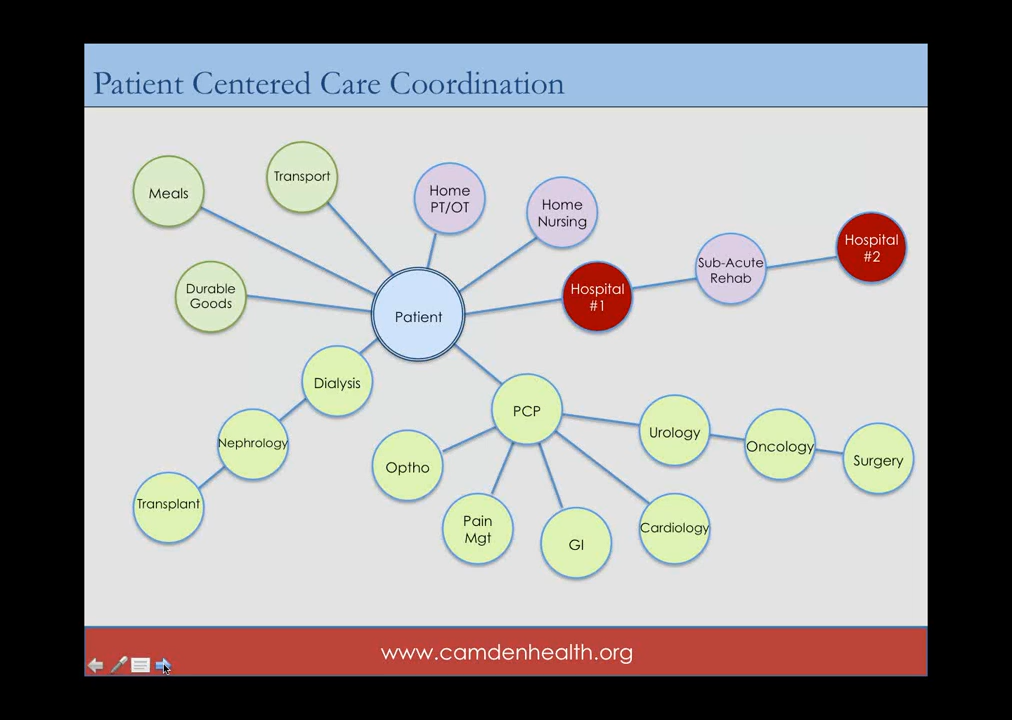 Patient Centered Care Coordination
Meals
Transport
Home
PT/OT
Home
Nursing
Hospital
#2
Sub-Acute
Rehab
Durable
Goods
Hospital
#1
Patient
Dialysis
PCP
Nephrology
Urology
Oncology
Surgery
Optho
Transplant
Pain
Mgt
GI
Cardiology
www.camdenhealth.org